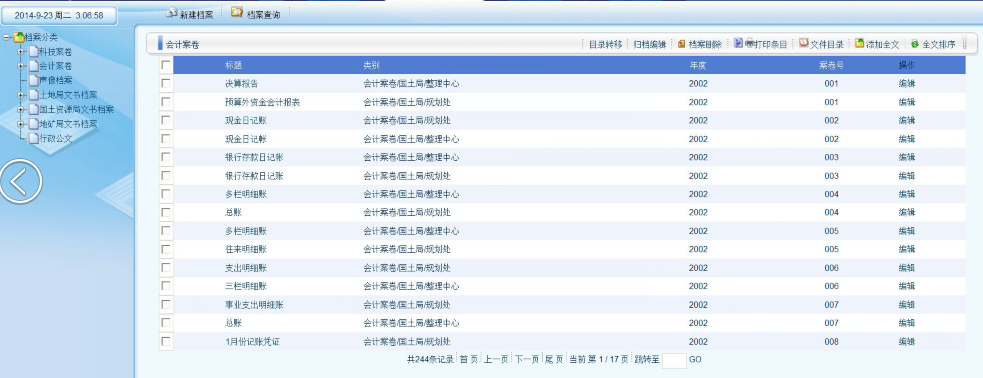 2014-9-23 周二 3:06:58
新建档案 档案查询
档案分类
科技案卷
会计案卷
声像档案
土地局文书档案
国土资源局文书档案
地矿局文书档案
行政公文
会计案卷 目录转移 归档编辑 档案删除 打印条目 文件目录 添加全文 全文排序
标题 类别 年度 案卷号 操作
决算报告 会计案卷/国土局/整理中心 2002 001 编辑
预算外资金会计报表 会计案卷/国土局/规划处 2002 001 编辑
现金日记帐 会计案卷/国土局/规划处 2002 002 编辑
现金日记帐 会计案卷/国土局/整理中心 2002 002 编辑
银行存款日记帐 会计案卷/国土局/整理中心 2002 003 编辑
银行存款日记账 会计案卷/国土局/规划处 2002 003 编辑
多栏明细账 会计案卷/国土局/整理中心 2002 004 编辑
总账 会计案卷/国土局/规划处 2002 004 编辑
多栏明细账 会计案卷/国土局/整理中心 2002 005 编辑
往来明细账 会计案卷/国土局/规划处 2002 005 编辑
支出明细账 会计案卷/国土局/规划处 2002 006 编辑
三栏明细账 会计案卷/国土局/整理中心 2002 006 编辑
事业支出明细账 会计案卷/国土局/规划处 2002 007 编辑
总账 会计案卷/国土局/整理中心 2002 007 编辑
1月份记账凭证 会计案卷/国土局/规划处 2002 008 编辑
共244条记录 首 页 上一页 下一页 尾 页 当前 第 1 / 17 页 跳转至 GO